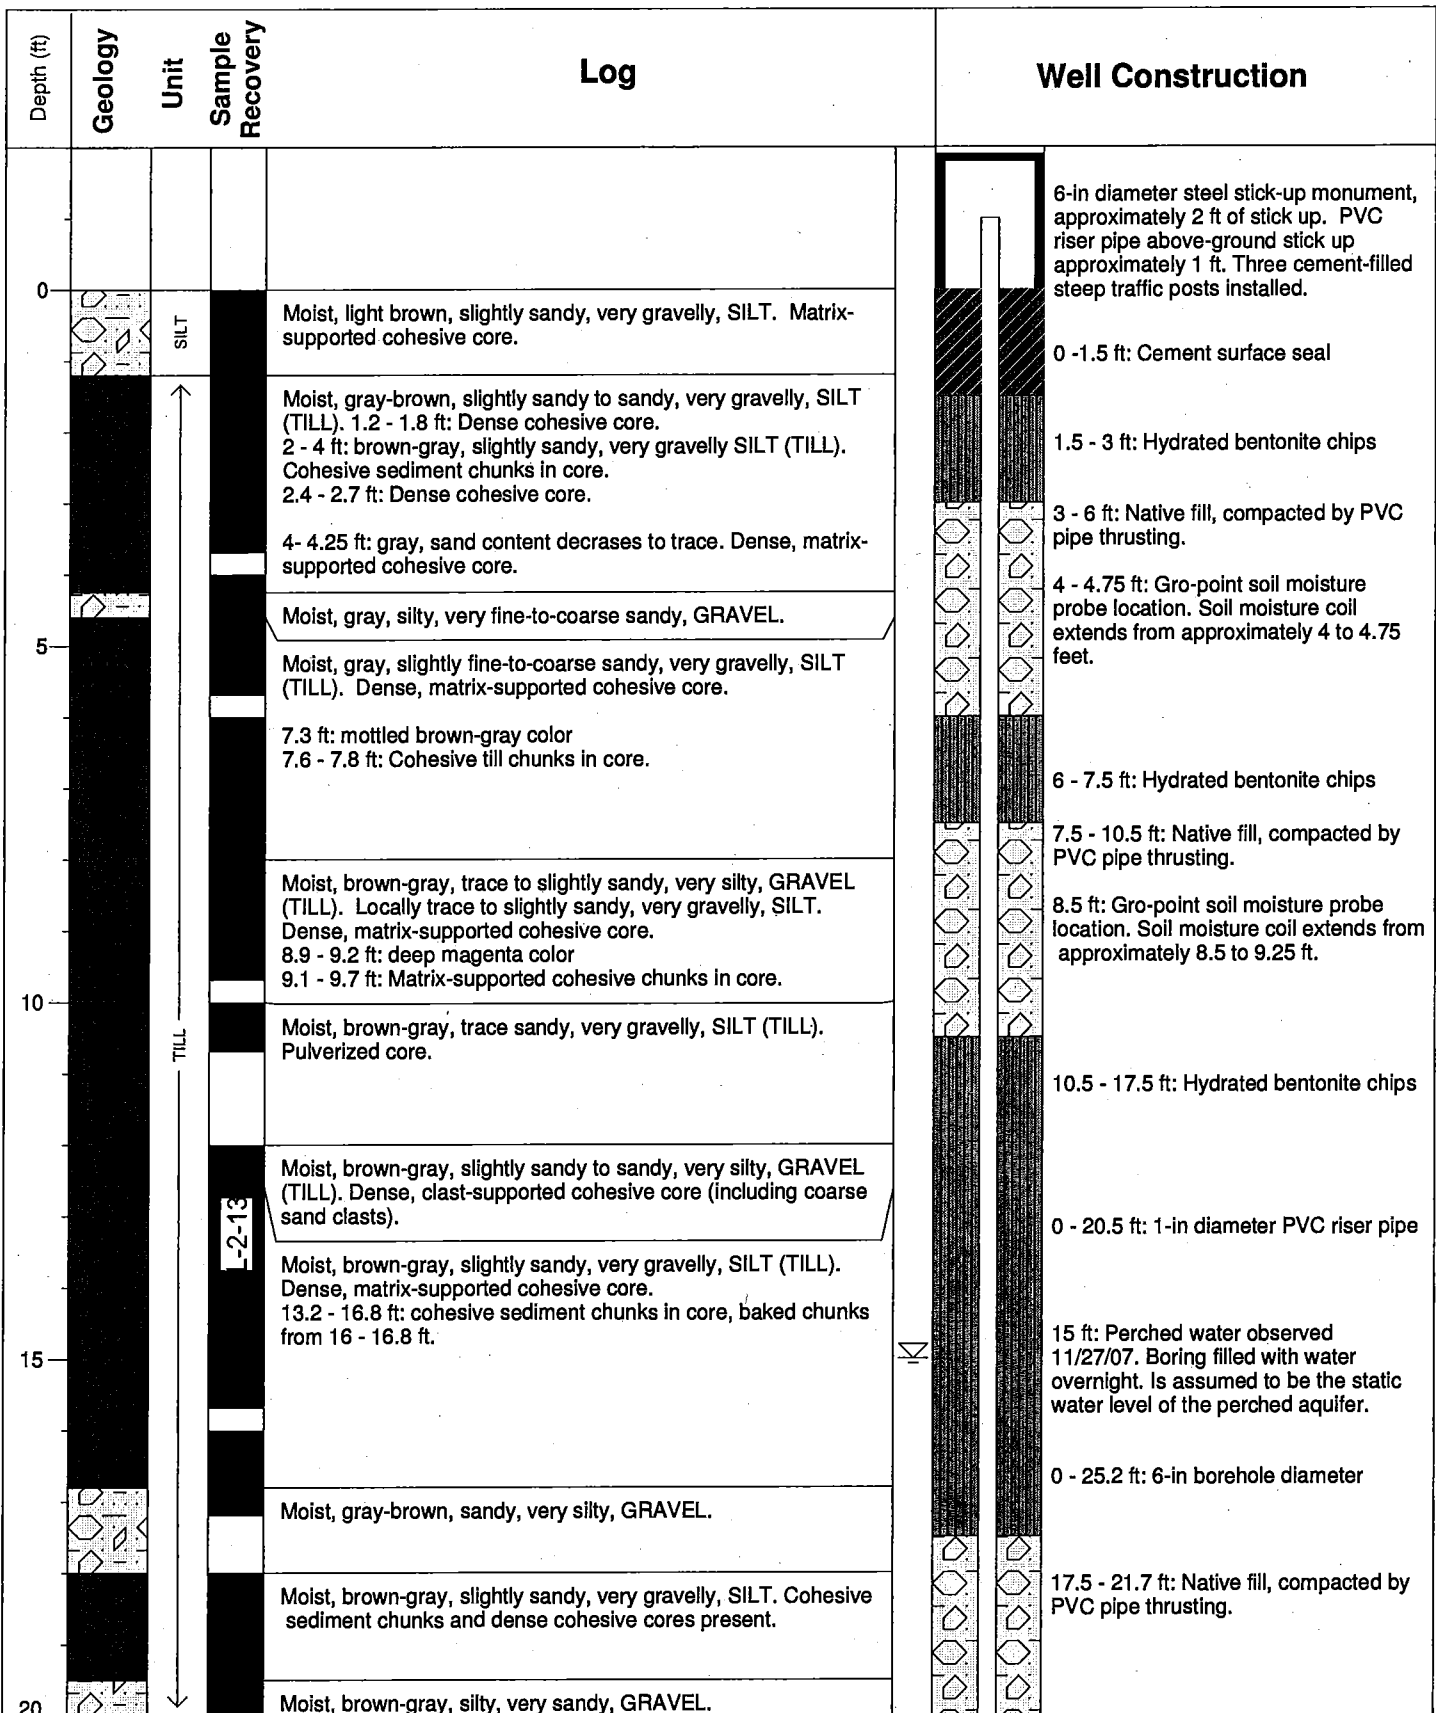 Depth (ft)
Geology
Unit
Sample
Recovery
Log
Well Construction
6-in diameter steel stick-up monument,
approximately 2 ft of stick up. PVC
riser pipe above-ground stick up
approximately 1 ft. Three cement-filled
steep traffic posts installed.
0
SILT
Moist, light brown, slightly sandy, very gravelly, SILT. Matrix-
supported cohesive core.
0 -1.5 ft: Cement surface seal
Moist, gray-brown, slightly sandy to sandy, very gravelly, SILT
(TILL). 1.2 - 1.8 ft: Dense cohesive core.
2 - 4 ft: brown-gray, slightly sandy, very gravelly SILT (TILL).
Cohesive sediment chunks in core.
2.4 - 2.7 ft: Dense cohesive core.
1.5 - 3 ft: Hydrated bentonite chips
4- 4.25 ft: gray, sand content decrases to trace. Dense, matrix-
supported cohesive core.
3 - 6 ft: Native fill, compacted by PVC
pipe thrusting.
4 - 4.75 ft: Gro-point soil moisture
probe location. Soil moisture coil
extends from approximately 4 to 4.75
feet.
Moist, gray, silty, very fine-to-coarse sandy, GRAVEL.
5
Moist, gray, slightly fine-to-coarse sandy, very gravelly, SILT
(TILL). Dense, matrix-supported cohesive core.
7.3 ft: mottled brown-gray color
7.6 - 7.8 ft: Cohesive till chunks in core.
6 - 7.5 ft: Hydrated bentonite chips
7.5 - 10.5 ft: Native fill, compacted by
PVC pipe thrusting.
Moist, brown-gray, trace to slightly sandy, very silty, GRAVEL
(TILL). Locally trace to slightly sandy, very gravelly, SILT.
Dense, matrix-supported cohesive core.
8.9 - 9.2 ft: deep magenta color
9.1 - 9.7 ft: Matrix-supported cohesive chunks in core.
8.5 ft: Gro-point soil moisture probe
location. Soil moisture coil extends from
approximately 8.5 to 9.25 ft.
10
TILL
Moist, brown-gray, trace sandy, very gravelly, SILT (TILL).
Pulverized core.
10.5 - 17.5 ft: Hydrated bentonite chips
Moist, brown-gray, slightly sandy to sandy, very silty, GRAVEL
(TILL). Dense, clast-supported cohesive core (including coarse
sand clasts).
L-2-13
0 - 20.5 ft: 1-in diameter PVC riser pipe
Moist, brown-gray, slightly sandy, very gravelly, SILT (TILL).
Dense, matrix-supported cohesive core.
13.2 - 16.8 ft: cohesive sediment chunks in core, baked chunks
from 16 - 16.8 ft.
15
15 ft: Perched water observed
11/27/07. Boring filled with water
overnight. Is assumed to be the static
water level of the perched aquifer.
0 - 25.2 ft: 6-in borehole diameter
Moist, gray-brown, sandy, very silty, GRAVEL.
Moist, brown-gray, slightly sandy, very gravelly, SILT. Cohesive
sediment chunks and dense cohesive cores present.
17.5 - 21.7 ft: Native fill, compacted by
PVC pipe thrusting.
20
Moist, brown-gray, silty, very sandy, GRAVEL.